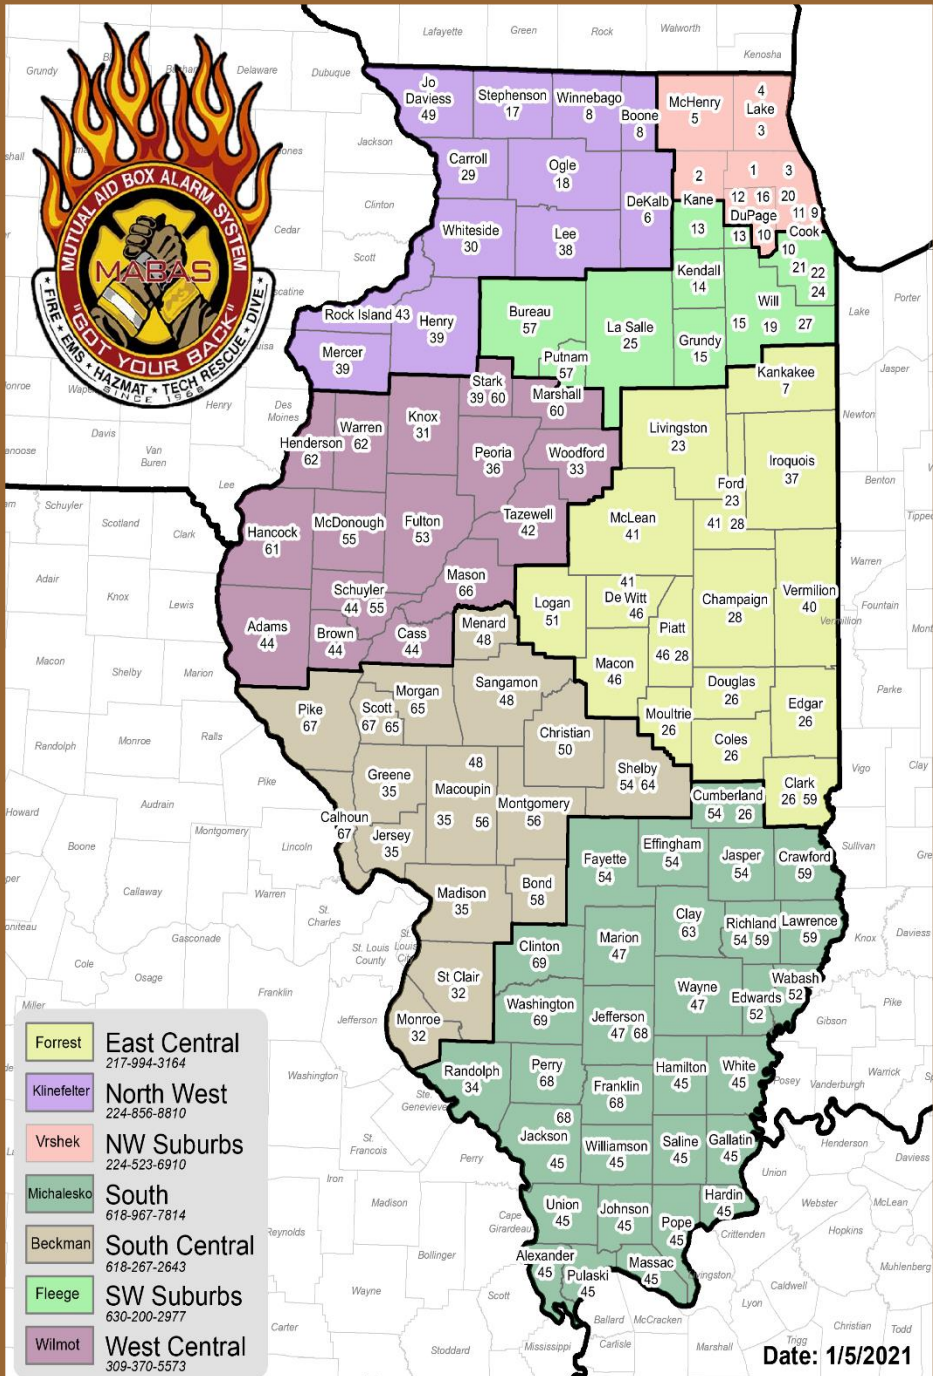 MUTUAL AID BOX ALARM SYSTEM
MABAS
"GOT YOUR BACK"
FIRE ★ EMS ★ HAZMAT ★ TECH RESCUE ★ DIVE
SINCE 1968
Lafayette
Green
Rock
Walworth
Kenosha
Grundy
Delaware
Dubuque
Jackson
Jones
Clinton
Cedar
Scott
Henry
Des
Moines
Davis
Van
Buren
Lee
Lake
Porter
Jasper
Newton
Benton
Warren
Fountain
Vermilion
Parke
Vigo
Clay
Sullivan
Knox
Daviess
Pike
Gibson
Posey
Vanderburgh
Warrick
Schuyler
Scotland
Clark
Adair
Knox
Lewis
Macon
Shelby
Marion
Randolph
Monroe
Ralls
Pike
Howard
Audrain
Montgomery
Lincoln
Boone
Callaway
Warren
St.
Charles
St. Louis
County
St.
Louis
City
Gasconade
Cole
Osage
Franklin
Miller
Jefferson
Washington
Ste.
Genevieve
St.
Francois
Perry
Iron
Madison
Reynolds
Cape
Girardeau
Bollinger
Wayne
Scott
Carter
Stoddard
Mississippi
Ballard
McCracken
Carlisle
Livingston
Crittenden
Union
Henderson
Daviess
Webster
McLean
Hopkins
Muhlenberg
Caldwell
Lyon
Christian
Todd
Trigg
Marshall
Jo
Daviess
49
Stephenson
17
Winnebago
8
Boone
8
McHenry
5
4
Lake
3
Carroll
29
Ogle
18
DeKalb
6
Whiteside
30
Lee
38
2
Kane
13
1 3
12 16 20
DuPage
11 9
13 10
Cook
10
21 22
24
Rock Island 43
Henry
39
Mercer
39
Bureau
57
Putnam
57
La Salle
25
Kendall
14
Grundy
15
Will
15 19 27
Kankakee
7
Stark
39 60
Marshall
60
Knox
31
Warren
62
Henderson
62
Peoria
36
Woodford
33
Livingston
23
Ford
23
41 28
Iroquois
37
Hancock
61
McDonough
55
Fulton
53
Tazewell
42
McLean
41
Mason
66
Schuyler
44 55
Adams
44
Brown
44
Cass
44
Menard
48
Logan
51
41
De Witt
46
Piatt
46 28
Champaign
28
Vermilion
40
Macon
46
Douglas
26
Moultrie
26
Coles
26
Edgar
26
Clark
26 59
Pike
67
Scott
67 65
Morgan
65
Sangamon
48
Christian
50
Shelby
54 64
Cumberland
54 26
Greene
35
48
Macoupin
35 56
Montgomery
56
Calhoun
67
Jersey
35
Madison
35
Bond
58
St Clair
32
Monroe
32
Fayette
54
Effingham
54
Jasper
54
Crawford
59
Clay
63
Richland
54 59
Lawrence
59
Clinton
69
Marion
47
Wayne
47
Edwards
52
Wabash
52
Washington
69
Jefferson
47 68
Randolph
34
Perry
68
Franklin
68
Hamilton
45
White
45
68
Jackson
45
Williamson
45
Saline
45
Gallatin
45
Union
45
Johnson
45
Pope
45
Hardin
45
Alexander
45
Pulaski
45
Massac
45
Forrest East Central
217-994-3164
Klinefelter North West
224-856-8810
Vrshek NW Suburbs
224-523-6910
Michalesko South
618-967-7814
Beckman South Central
618-267-2643
Fleege SW Suburbs
630-200-2977
Wilmot West Central
309-370-5573
Date: 1/5/2021